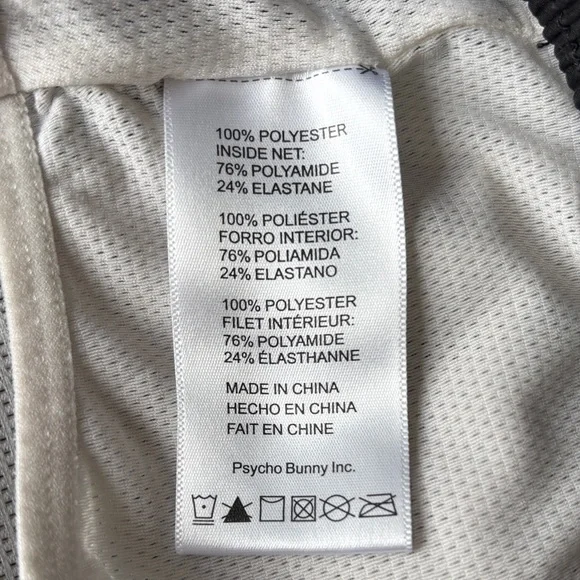 100% POLYESTER
INSIDE NET:
76% POLYAMIDE
24% ELASTANE
100% POLIÉSTER
FORRO INTERIOR:
76% POLIAMIDA
24% ELASTANO
100% POLYESTER
FILET INTÉRIEUR:
76% POLYAMIDE
24% ÉLASTHANNE
MADE IN CHINA
HECHO EN CHINA
FAIT EN CHINE
Psycho Bunny Inc.